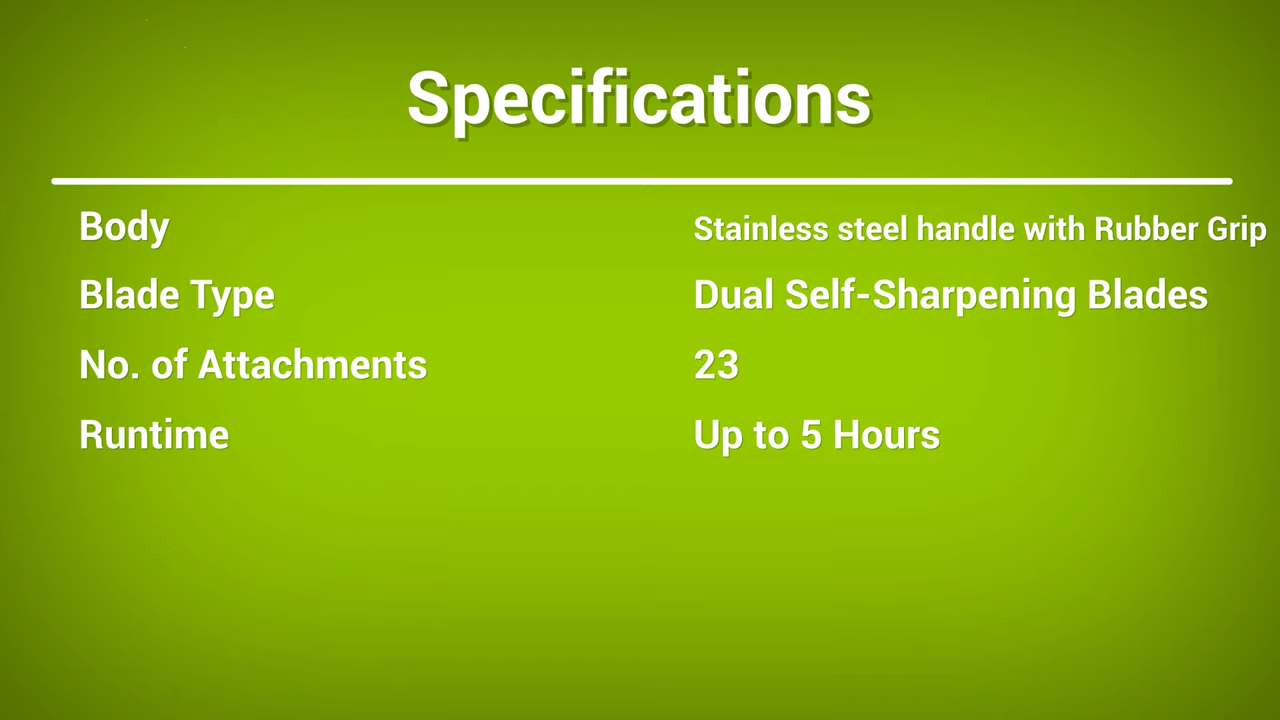 Specifications
Body Stainless steel handle with Rubber Grip
Blade Type Dual Self-Sharpening Blades
No. of Attachments 23
Runtime Up to 5 Hours